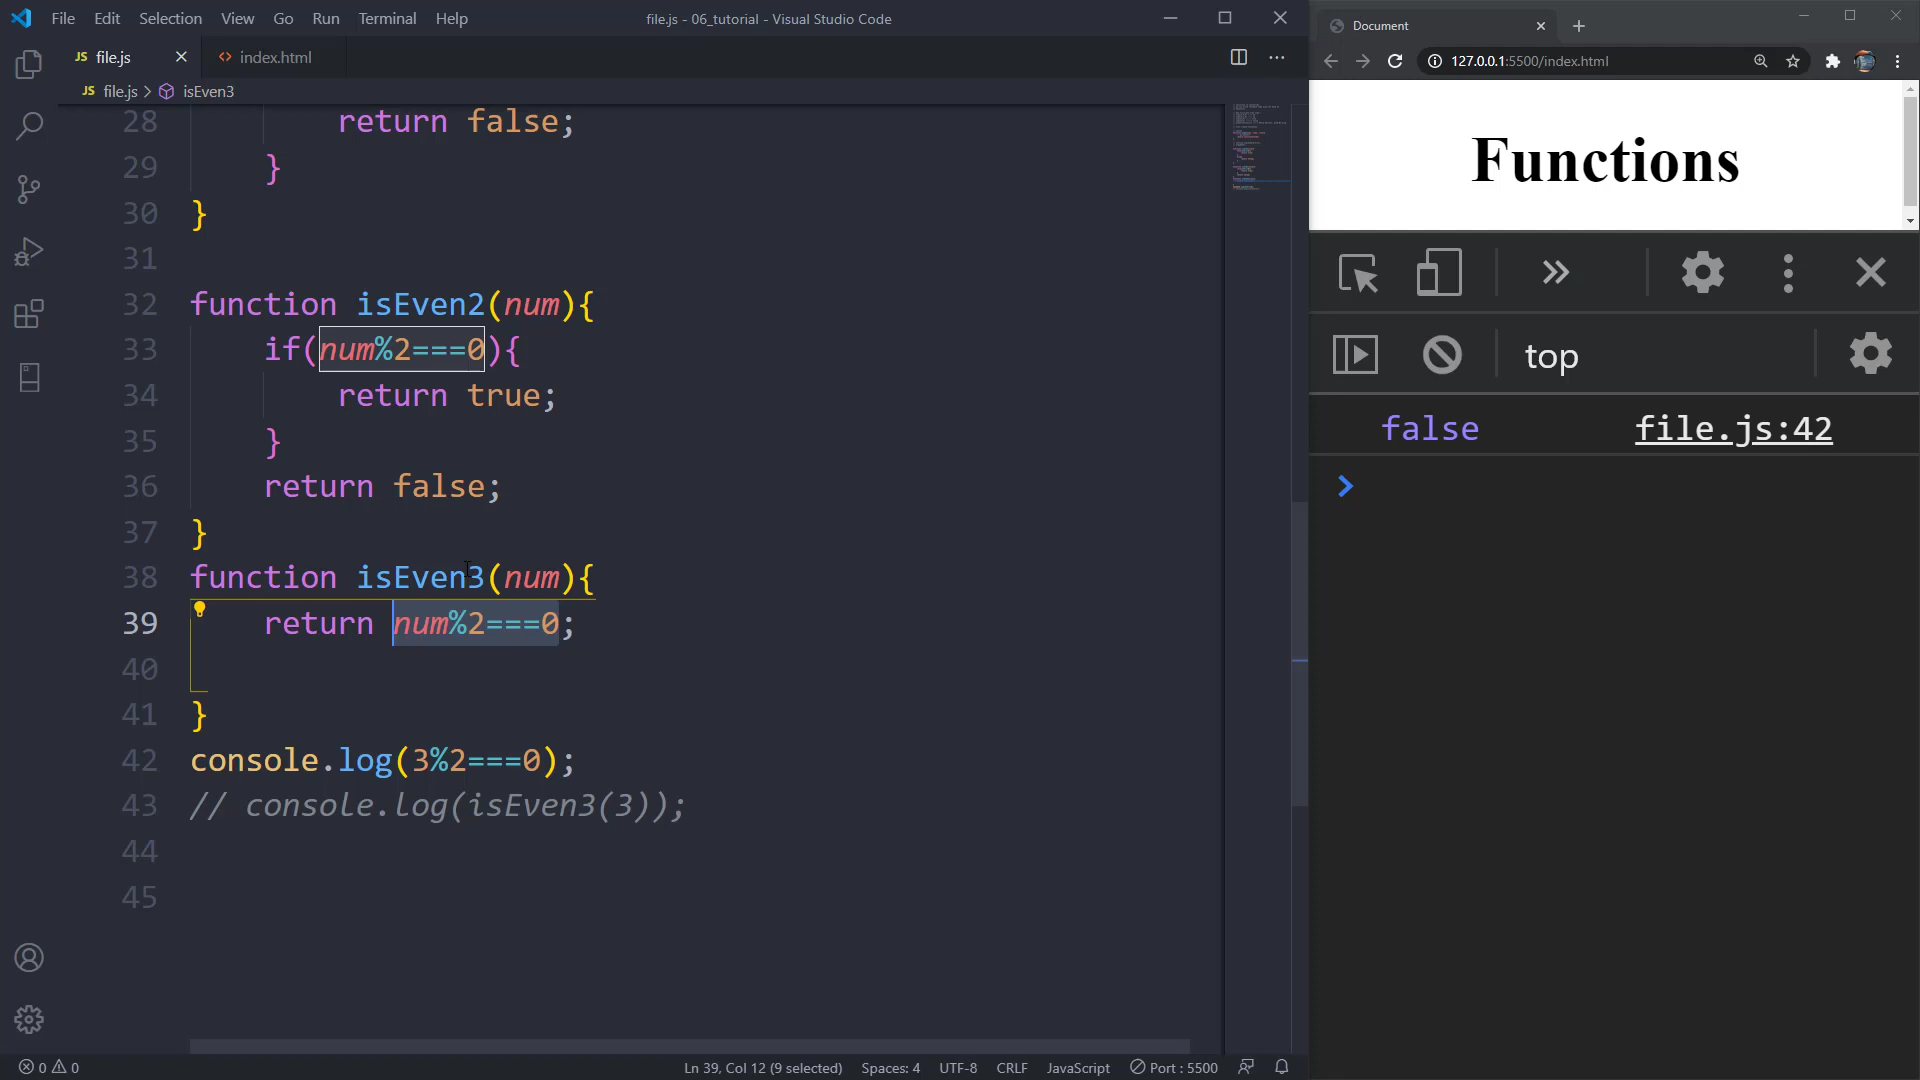 File Edit Selection View Go Run Terminal Help
file.js - 06_tutorial - Visual Studio Code
JS file.js
<> index.html
JS file.js > isEven3
28 return false;
29 }
30 }
31
32 function isEven2(num){
33 if(num%2===0){
34 return true;
35 }
36 return false;
37 }
38 function isEven3(num){
39 return num%2===0;
40
41 }
42 console.log(3%2===0);
43 // console.log(isEven3(3));
44
45
0 0
Ln 39, Col 12 (9 selected) Spaces: 4 UTF-8 CRLF JavaScript Port : 5500
Document
127.0.0.1:5500/index.html
Functions
top
false file.js:42